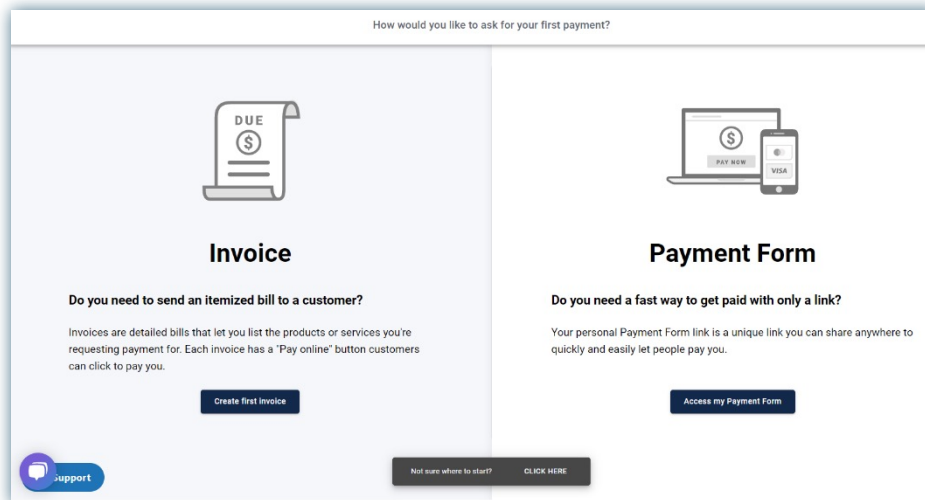 How would you like to ask for your first payment?
DUE
$
Invoice
Do you need to send an itemized bill to a customer?
Invoices are detailed bills that let you list the products or services you're
requesting payment for. Each invoice has a "Pay online" button customers
can click to pay you.
Create first invoice
$
PAY NOW
VISA
Payment Form
Do you need a fast way to get paid with only a link?
Your personal Payment Form link is a unique link you can share anywhere to
quickly and easily let people pay you.
Access my Payment Form
Not sure where to start? CLICK HERE
upport